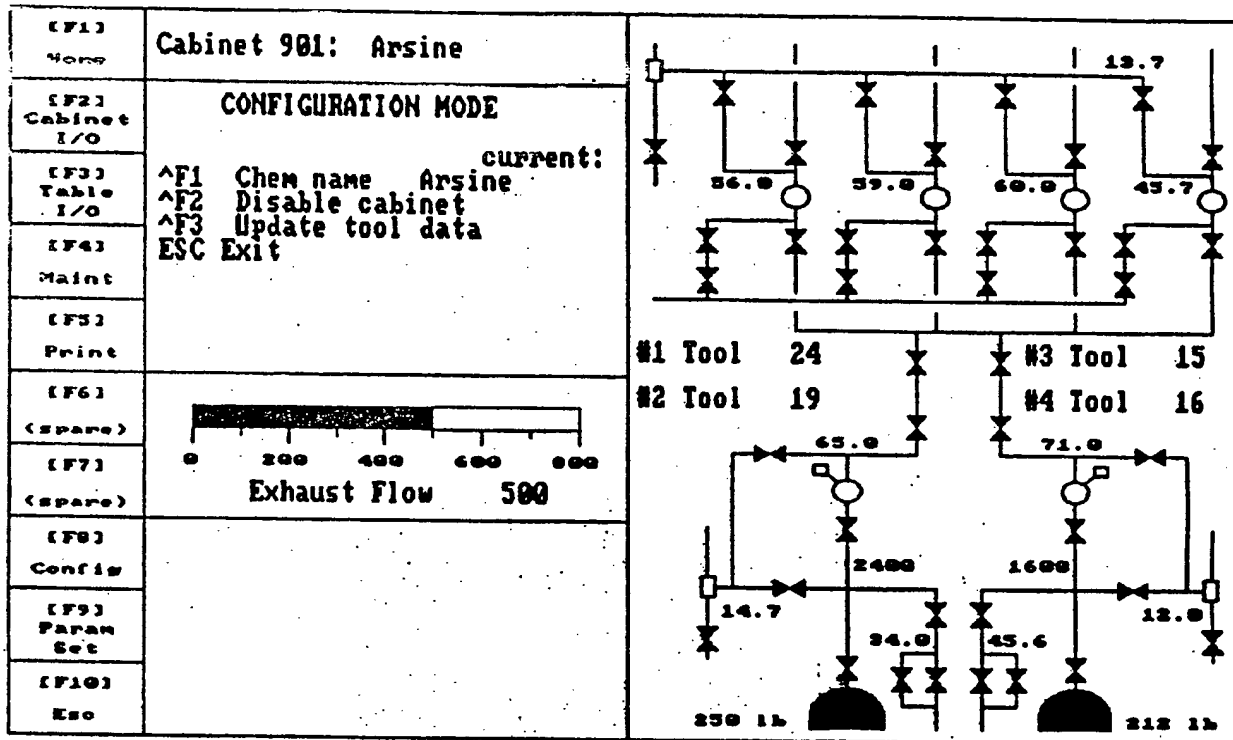 [F1]
Home
[F2]
Cabinet
I/O
[F3]
Table
I/O
[F4]
Maint
[F5]
Print
[F6]
(spare)
[F7]
(spare)
[F8]
Config
[F9]
Param
Set
[F10]
Esc
Cabinet 901: Arsine
CONFIGURATION MODE
current:
^F1 Chem name Arsine
^F2 Disable cabinet
^F3 Update tool data
ESC Exit
0 200 400 600 800
Exhaust Flow 500
13.7
56.0 59.0 60.0 45.7
#1 Tool 24 #3 Tool 15
#2 Tool 19 #4 Tool 16
65.0 71.0
2400 1600
14.7 12.0
34.0 45.6
250 lb 212 lb